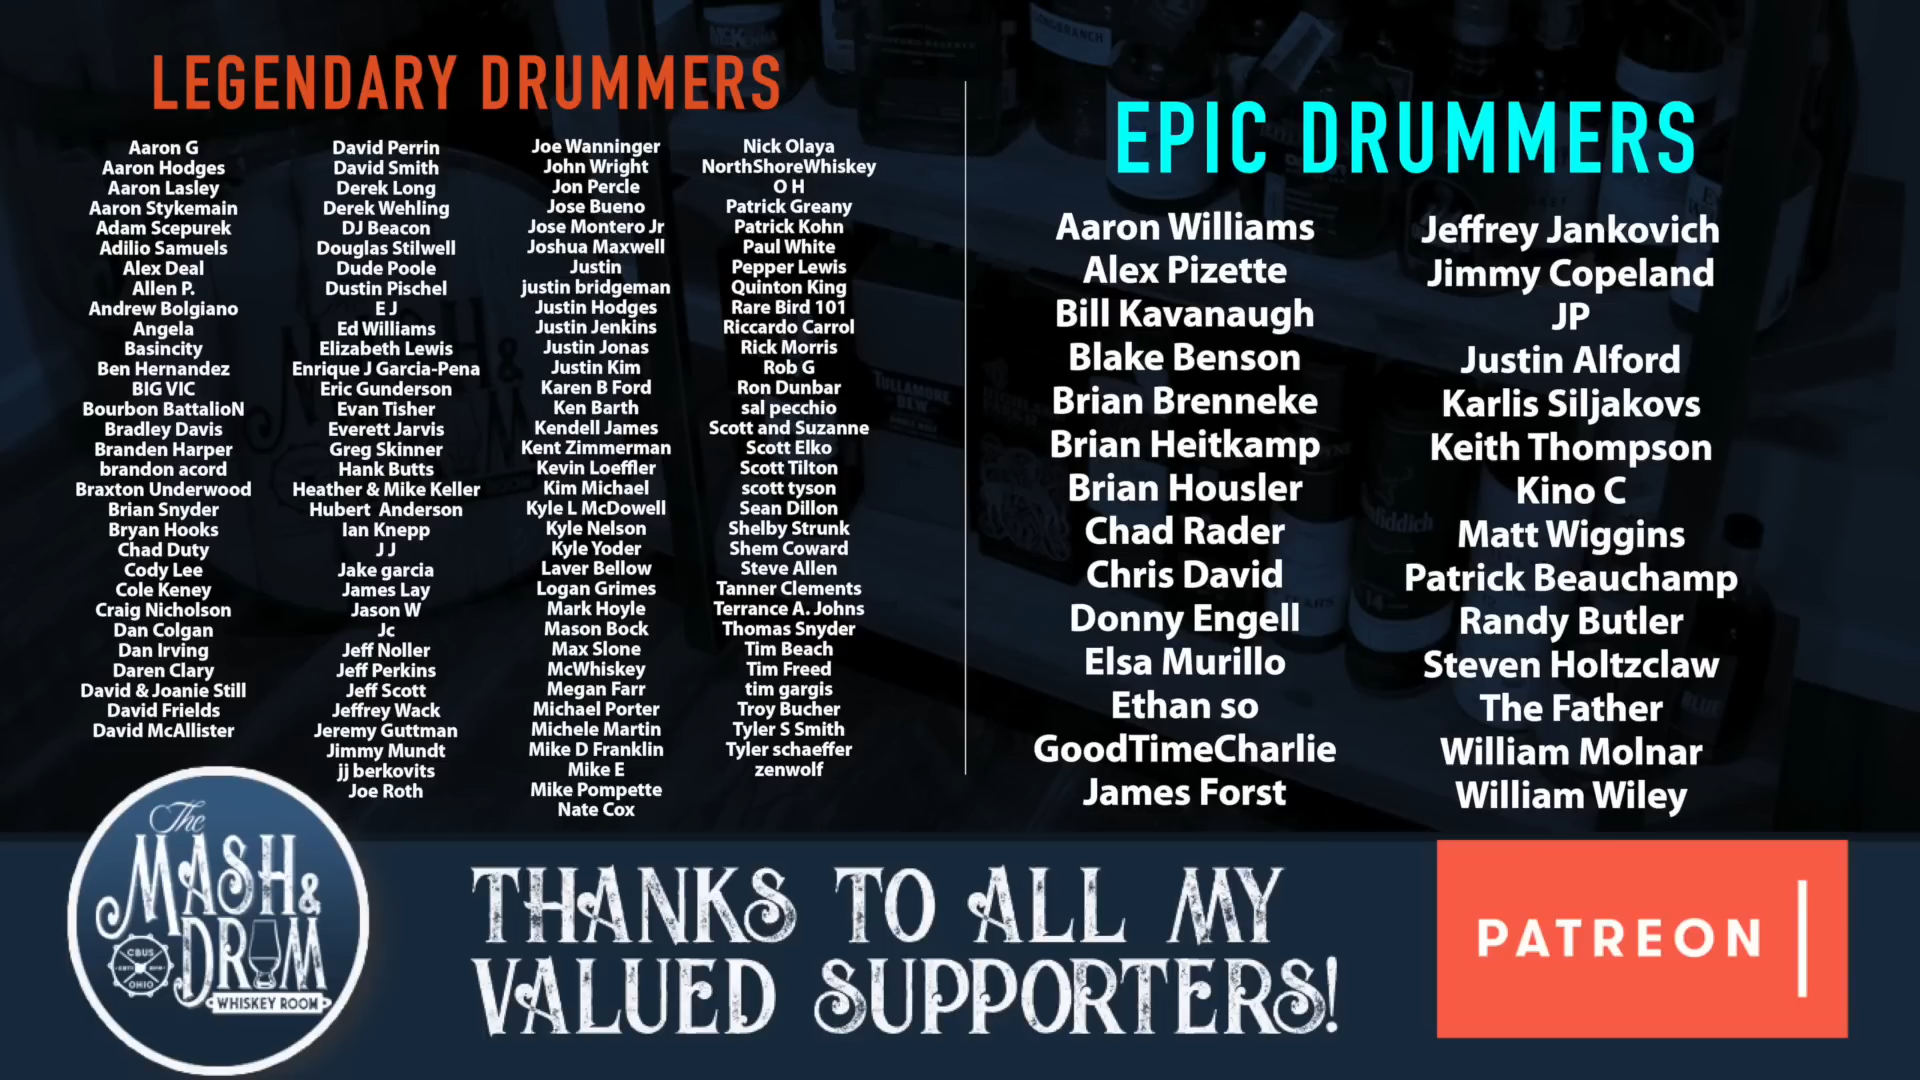 LEGENDARY DRUMMERS
Aaron G
Aaron Hodges
Aaron Lasley
Aaron Stykemain
Adam Scepurek
Adilio Samuels
Alex Deal
Allen P.
Andrew Bolgiano
Angela
Basincity
Ben Hernandez
BIG VIC
Bourbon BattalioN
Bradley Davis
Branden Harper
brandon acord
Braxton Underwood
Brian Snyder
Bryan Hooks
Chad Duty
Cody Lee
Cole Keney
Craig Nicholson
Dan Colgan
Dan Irving
Daren Clary
David & Joanie Still
David Frields
David McAllister
David Perrin
David Smith
Derek Long
Derek Wehling
DJ Beacon
Douglas Stilwell
Dude Poole
Dustin Pischel
E J
Ed Williams
Elizabeth Lewis
Enrique J Garcia-Pena
Eric Gunderson
Evan Tisher
Everett Jarvis
Greg Skinner
Hank Butts
Heather & Mike Keller
Hubert  Anderson
Ian Knepp
J J
Jake garcia
James Lay
Jason W
Jc
Jeff Noller
Jeff Perkins
Jeff Scott
Jeffrey Wack
Jeremy Guttman
Jimmy Mundt
jj berkovits
Joe Roth
Joe Wanninger
John Wright
Jon Percle
Jose Bueno
Jose Montero Jr
Joshua Maxwell
Justin
justin bridgeman
Justin Hodges
Justin Jenkins
Justin Jonas
Justin Kim
Karen B Ford
Ken Barth
Kendell James
Kent Zimmerman
Kevin Loeffler
Kim Michael
Kyle L McDowell
Kyle Nelson
Kyle Yoder
Laver Bellow
Logan Grimes
Mark Hoyle
Mason Bock
Max Slone
McWhiskey
Megan Farr
Michael Porter
Michele Martin
Mike D Franklin
Mike E
Mike Pompette
Nate Cox
Nick Olaya
NorthShoreWhiskey
O H
Patrick Greany
Patrick Kohn
Paul White
Pepper Lewis
Quinton King
Rare Bird 101
Riccardo Carrol
Rick Morris
Rob G
Ron Dunbar
sal pecchio
Scott and Suzanne
Scott Elko
Scott Tilton
scott tyson
Sean Dillon
Shelby Strunk
Shem Coward
Steve Allen
Tanner Clements
Terrance A. Johns
Thomas Snyder
Tim Beach
Tim Freed
tim gargis
Troy Bucher
Tyler S Smith
Tyler schaeffer
zenwolf
EPIC DRUMMERS
Aaron Williams
Alex Pizette
Bill Kavanaugh
Blake Benson
Brian Brenneke
Brian Heitkamp
Brian Housler
Chad Rader
Chris David
Donny Engell
Elsa Murillo
Ethan so
GoodTimeCharlie
James Forst
Jeffrey Jankovich
Jimmy Copeland
JP
Justin Alford
Karlis Siljakovs
Keith Thompson
Kino C
Matt Wiggins
Patrick Beauchamp
Randy Butler
Steven Holtzclaw
The Father
William Molnar
William Wiley
The
MASH &
DRUM
CBUS
OHIO
WHISKEY ROOM
THANKS TO ALL MY
VALUED SUPPORTERS!
PATREON
TULLAMORE
DEW